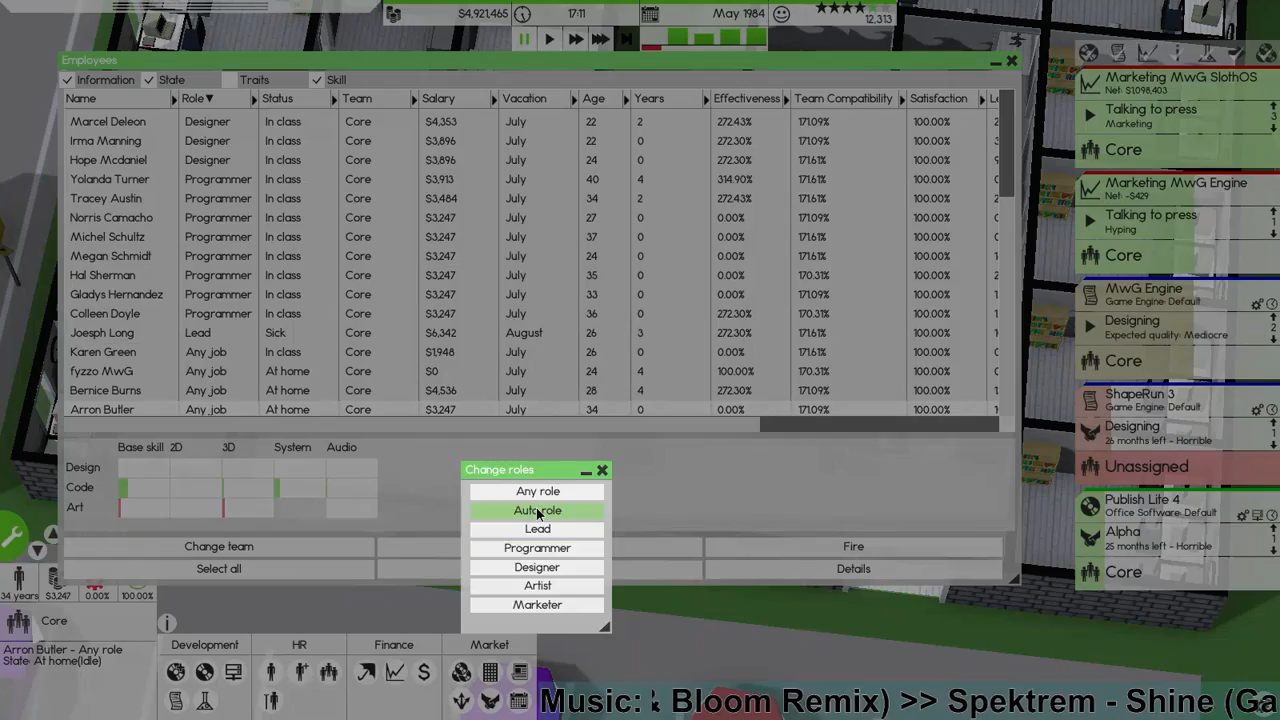 $4,921,465 17:11 May 1984 12,313
Employees
Information State Traits Skill
Name Role▼ Status Team Salary Vacation Age Years Effectiveness Team Compatibility Satisfaction
Marcel Deleon Designer In class Core $4,353 July 22 2 272.43% 171.09% 100.00%
Irma Manning Designer In class Core $3,896 July 22 0 272.30% 171.09% 100.00%
Hope Mcdaniel Designer In class Core $3,896 July 24 0 272.30% 171.61% 100.00%
Yolanda Turner Programmer In class Core $3,913 July 40 4 314.90% 171.61% 100.00%
Tracey Austin Programmer In class Core $3,484 July 34 2 272.43% 171.61% 100.00%
Norris Camacho Programmer In class Core $3,247 July 27 0 0.00% 171.09% 100.00%
Michel Schultz Programmer In class Core $3,247 July 37 0 0.00% 171.61% 100.00%
Megan Schmidt Programmer In class Core $3,247 July 24 0 0.00% 171.09% 100.00%
Hal Sherman Programmer In class Core $3,247 July 35 0 0.00% 170.31% 100.00%
Gladys Hernandez Programmer In class Core $3,247 July 33 0 0.00% 171.09% 100.00%
Colleen Doyle Programmer In class Core $3,247 July 36 0 0.00% 170.31% 100.00%
Joesph Long Lead Sick Core $6,342 August 26 3 272.30% 171.61% 100.00%
Karen Green Any job In class Core $1,948 July 26 0 0.00% 171.61% 100.00%
fyzzo MwG Any job At home Core $0 July 24 4 100.00% 170.31% 100.00%
Bernice Burns Any job At home Core $4,536 July 28 4 272.30% 171.09% 100.00%
Arron Butler Any job At home Core $3,247 July 34 0 0.00% 171.09% 100.00%
Base skill 2D 3D System Audio
Design
Code
Art
Change team
Fire
Select all
Details
Change roles
Any role
Auto role
Lead
Programmer
Designer
Artist
Marketer
Marketing MwG SlothOS
Net: $1,098,403
Talking to press
Marketing
3
1
Core
Marketing MwG Engine
Net: -$429
Talking to press
Hyping
1
1
Core
MwG Engine
Game Engine: Default
Designing
Expected quality: Mediocre
2
1
Core
ShapeRun 3
Game Engine: Default
Designing
26 months left - Horrible
1
1
Unassigned
Publish Lite 4
Office Software: Default
Alpha
25 months left - Horrible
1
1
Core
34 years $3,247 0.00% 100.00%
Core
Arron Butler - Any role
State: At home(Idle)
Development HR Finance Market
Music: & Bloom Remix) >> Spektrem - Shine (Ga